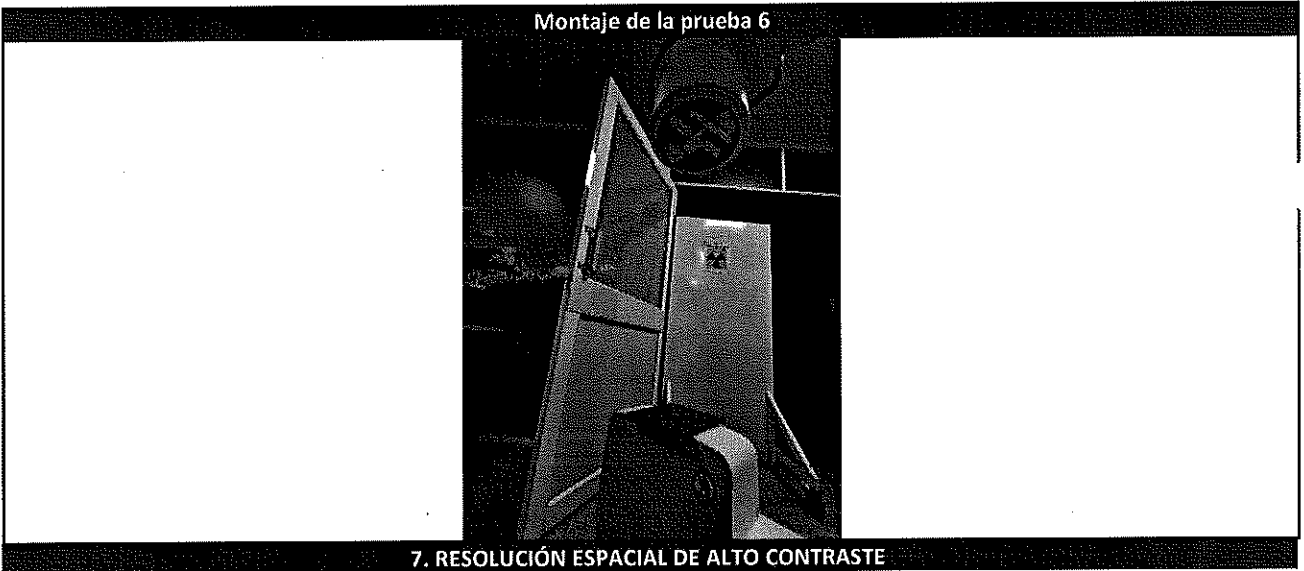 Montaje de la prueba 6
7. RESOLUCIÓN ESPACIAL DE ALTO CONTRASTE